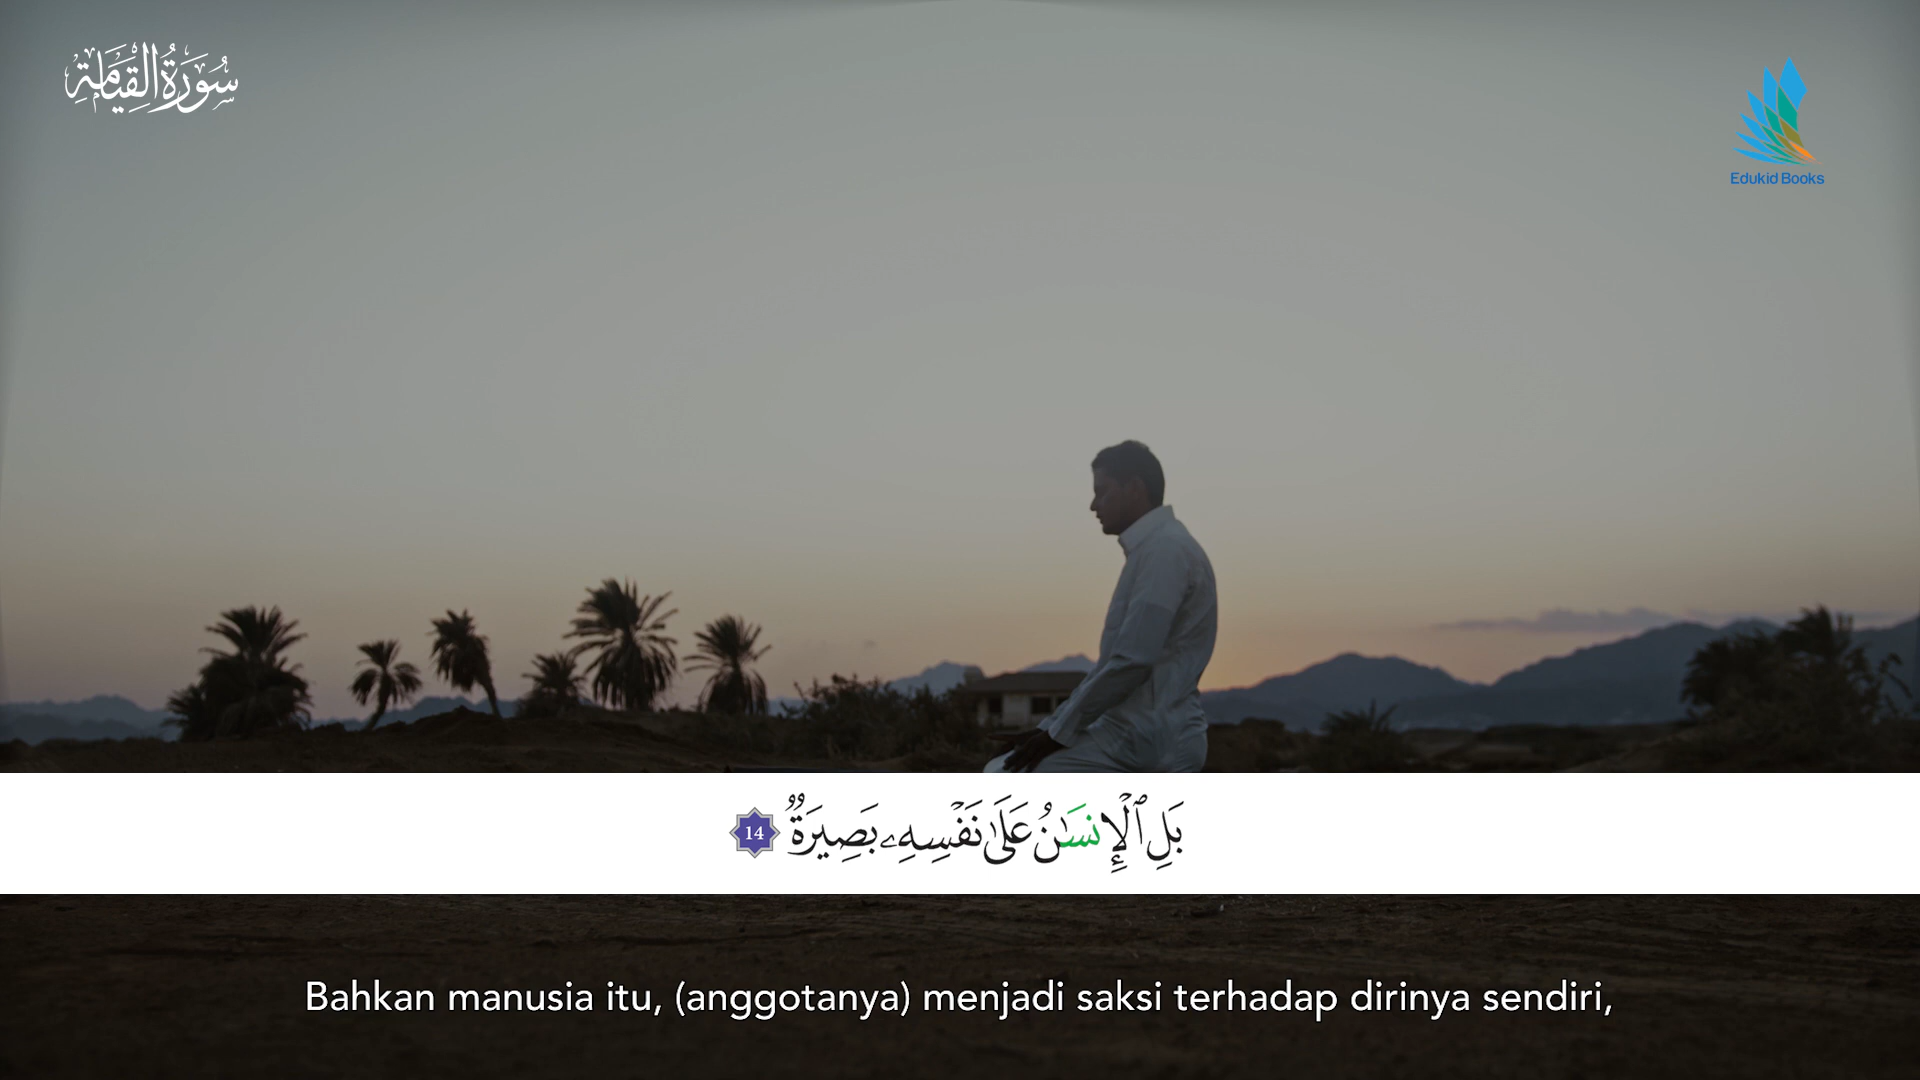 سُورَةُ القِيَامَةِ
Edukid Books
بَلِ ٱلْإِنسَـٰنُ عَلَىٰ نَفْسِهِۦ بَصِيرَةٌۭ 14
Bahkan manusia itu, (anggotanya) menjadi saksi terhadap dirinya sendiri,